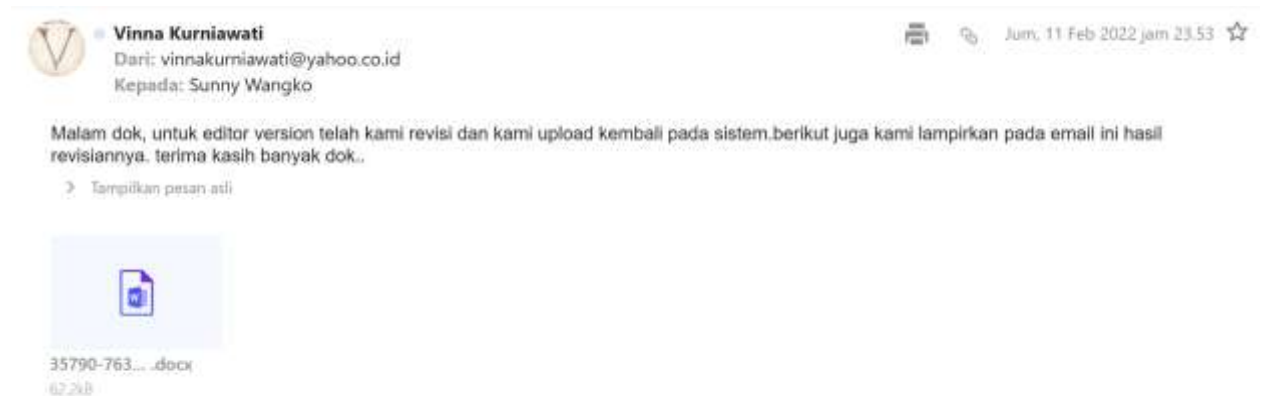 V
Vinna Kurniawati
Jum, 11 Feb 2022 jam 23.53
Dari: vinnakurniawati@yahoo.co.id
Kepada: Sunny Wangko
Malam dok, untuk editor version telah kami revisi dan kami upload kembali pada sistem.berikut juga kami lampirkan pada email ini hasil
revisiannya. terima kasih banyak dok..
Tampilkan pesan asli
W
35790-763... .docx
62.2kB